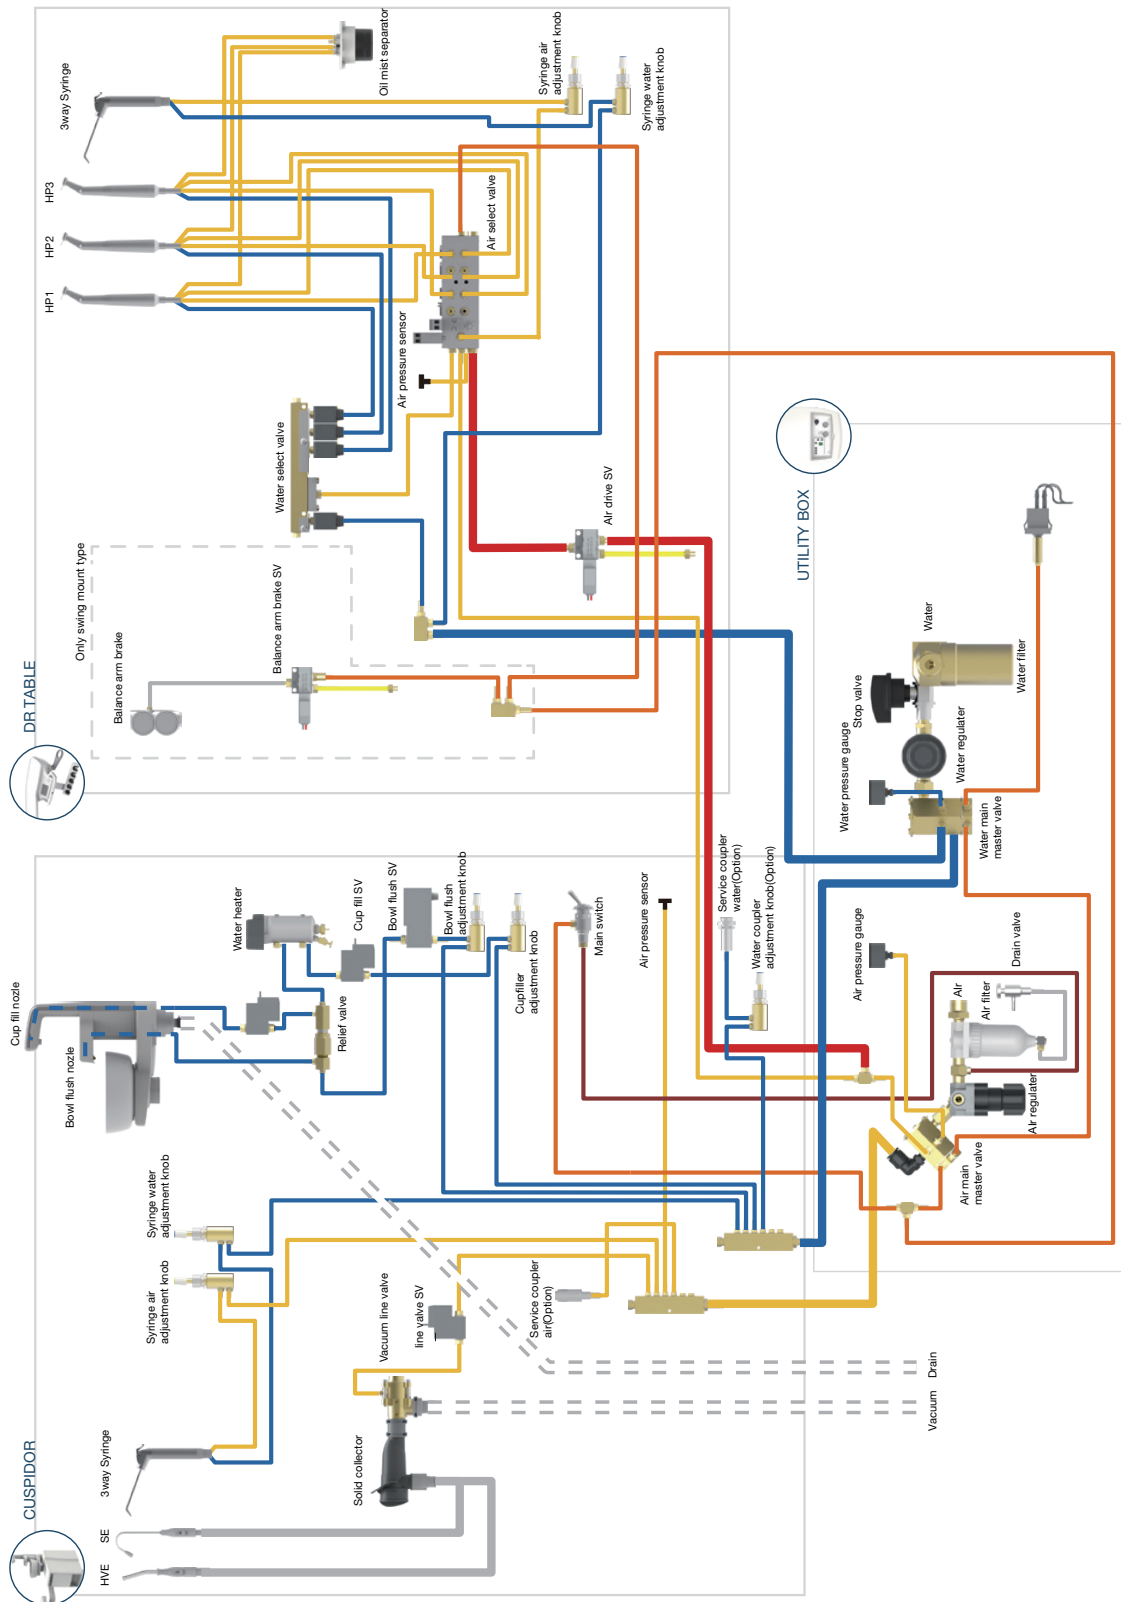 CUSPIDOR
HVE
SE
3way Syringe
Solid collector
Vacuum line valve
line valve SV
Syringe air
adjustment knob
Syringe water
adjustment knob
Service coupler
air(Option)
Vacuum
Drain
Cup fill nozle
Bowl flush nozle
Relief valve
Water heater
Cup fill SV
Bowl flush SV
Bowl flush
adjustment knob
Cupfiller
adjustment knob
Main switch
Air pressure sensor
Service coupler
water(Option)
Water coupler
adjustment knob(Option)
DR TABLE
Only swing mount type
Balance arm brake
Balance arm brake SV
Water select valve
HP1
HP2
HP3
3way Syringe
Oil mist separator
Syringe air
adjustment knob
Syringe water
adjustment knob
Air select valve
Air pressure sensor
AIr drive SV
UTILITY BOX
Water
Water filter
Stop valve
Water regulater
Water pressure gauge
Water main
master valve
Air pressure gauge
Drain valve
AIr
AIr filter
AIr regulater
Air main
master valve